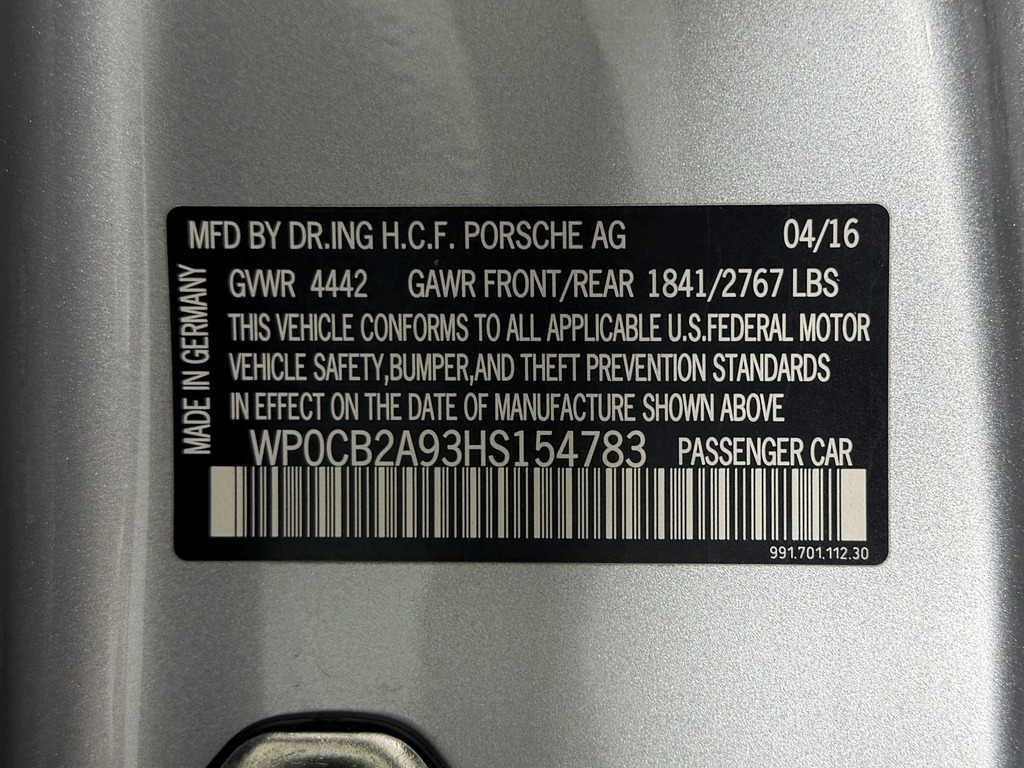 MFD BY DR.ING H.C.F. PORSCHE AG 04/16
MADE IN GERMANY
GVWR 4442 GAWR FRONT/REAR 1841/2767 LBS
THIS VEHICLE CONFORMS TO ALL APPLICABLE U.S.FEDERAL MOTOR
VEHICLE SAFETY,BUMPER,AND THEFT PREVENTION STANDARDS
IN EFFECT ON THE DATE OF MANUFACTURE SHOWN ABOVE
WP0CB2A93HS154783 PASSENGER CAR
991.701.112.30